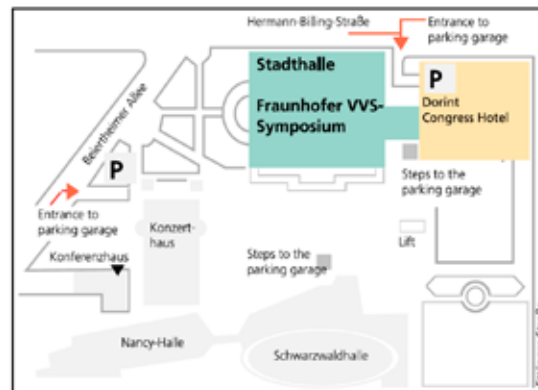 Hermann-Billing-Straße
Entrance to
parking garage
Stadthalle
Fraunhofer VVS-
Symposium
P
Dorint
Congress Hotel
Beiertheimer Allee
P
Steps to the
parking garage
Entrance to
parking garage
Konzert-
haus
Lift
Konferenzhaus
Steps to the
parking garage
Nancy-Halle
Schwarzwaldhalle